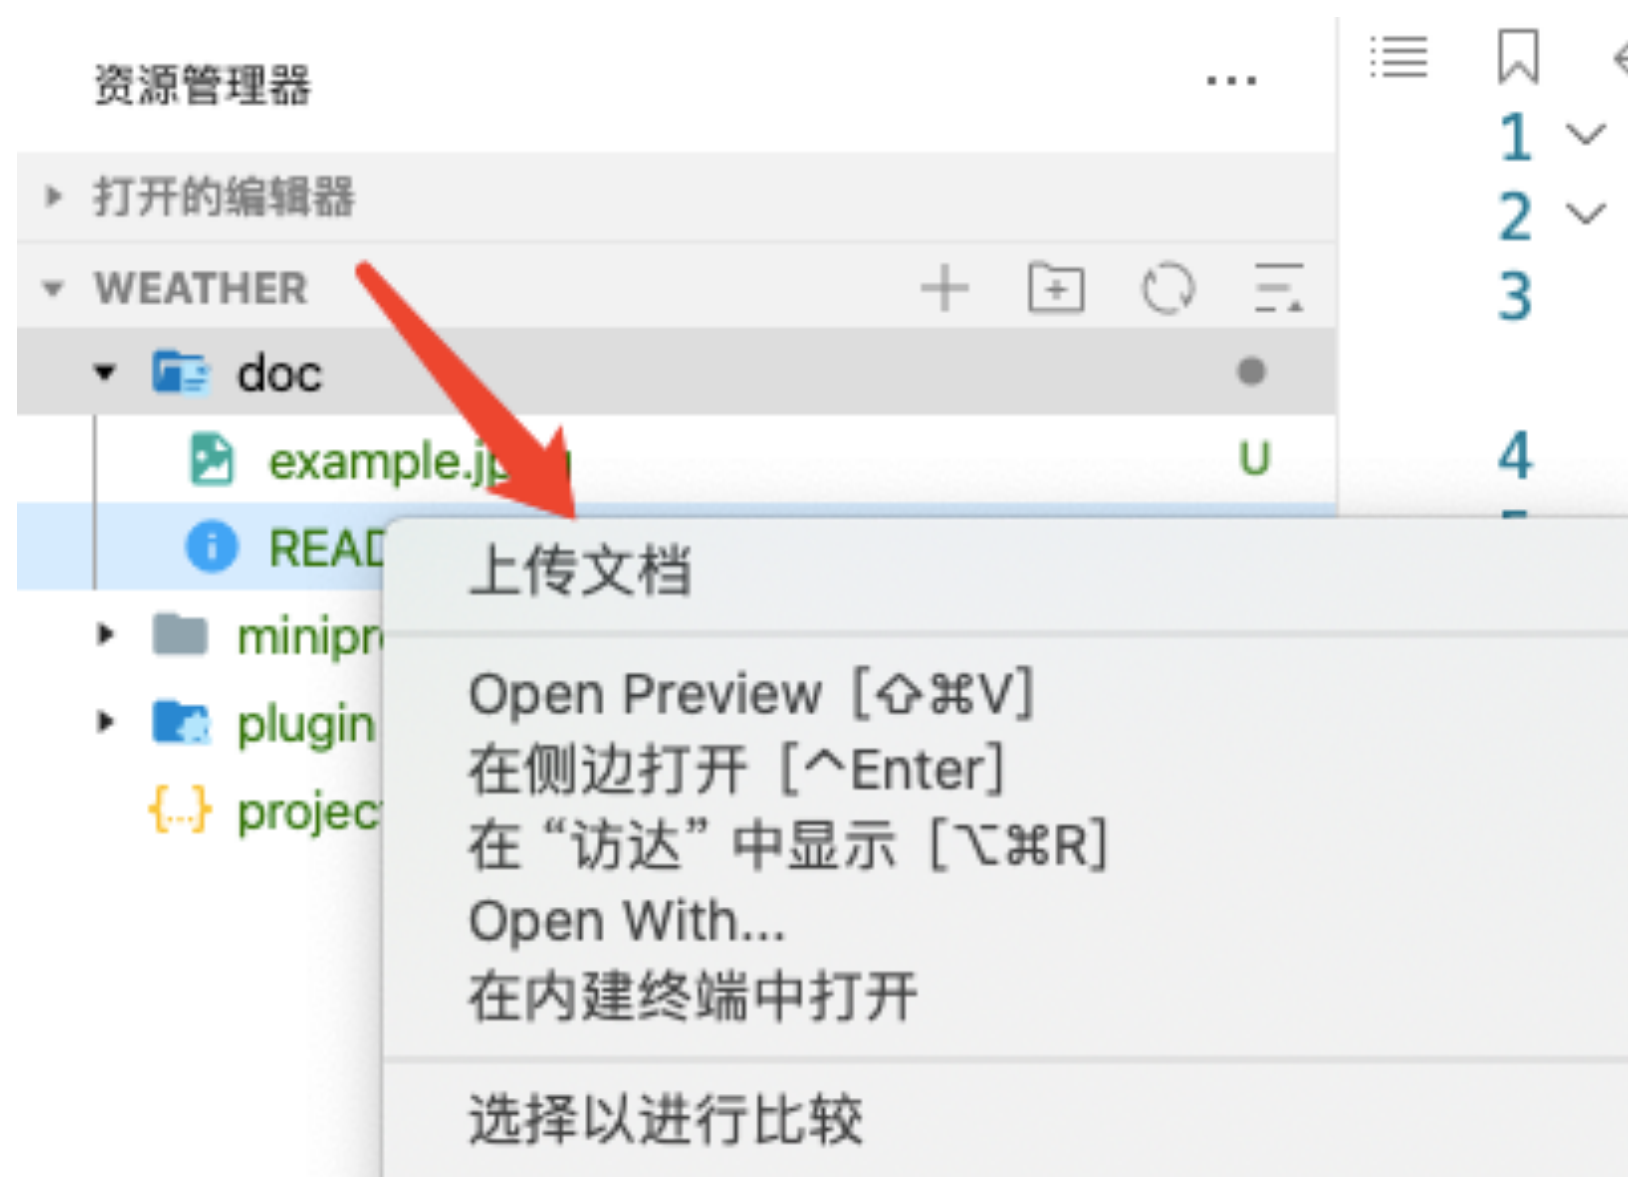 资源管理器
打开的编辑器
WEATHER
doc
U
上传文档
Open Preview [⇧⌘V]
在侧边打开 [^Enter]
在“访达”中显示 [⌥⌘R]
Open With...
在内建终端中打开
选择以进行比较
plugin
1
2
3
4